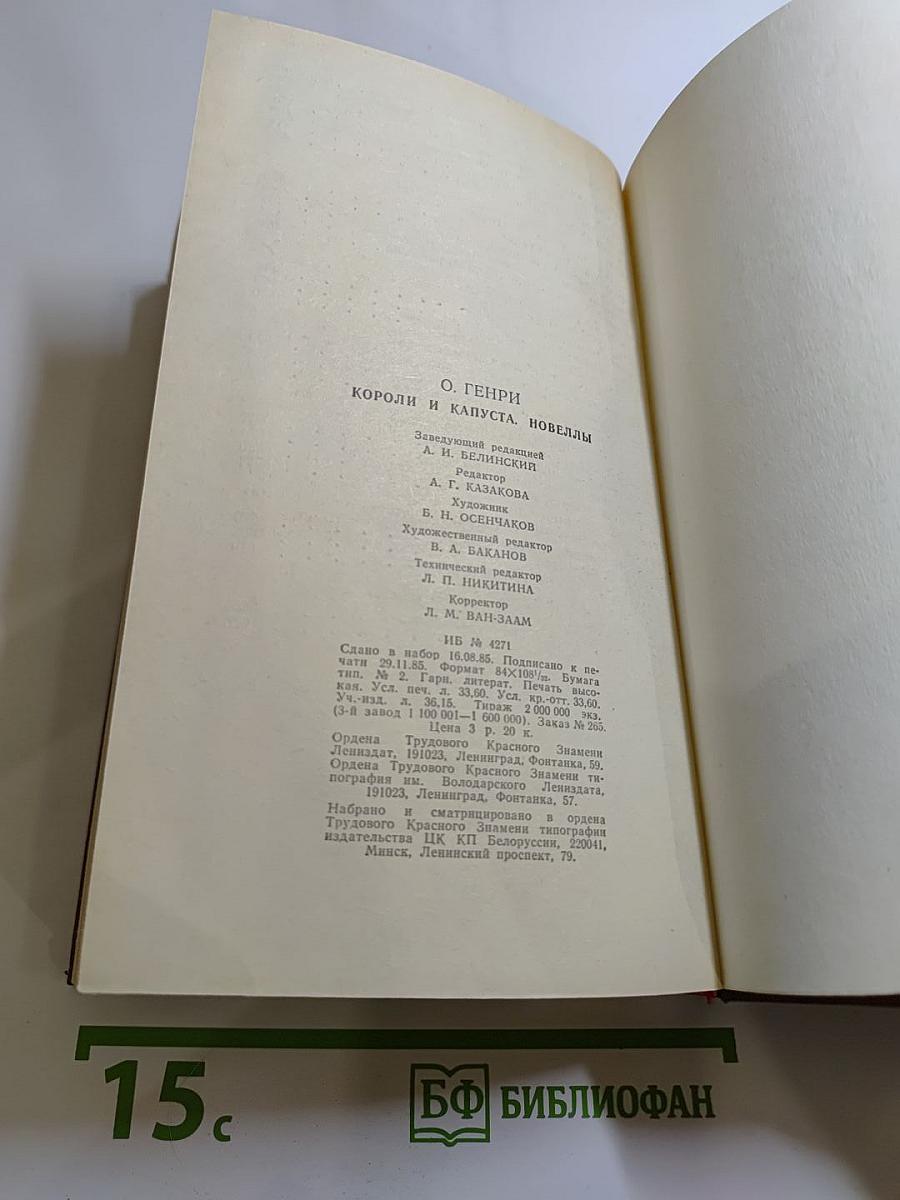 О. ГЕНРИ
КОРОЛИ И КАПУСТА. НОВЕЛЛЫ
Заведующий редакцией
А. И. БЕЛИНСКИЙ
Редактор
А. Г. КАЗАКОВА
Художник
Б. Н. ОСЕНЧАКОВ
Художественный редактор
В. А. БАКАНОВ
Технический редактор
Л. П. НИКИТИНА
Корректор
Л. М. ВАН-ЗААМ
ИБ № 4271
Сдано в набор 16.08.85. Подписано к пе-
чати 29.11.85. Формат 84×108¹/₃₂. Бумага
тип. № 2. Гарн. литерат. Печать высо-
кая. Усл. печ. л. 33,60. Усл. кр.-отт. 33,60.
Уч.-изд. л. 36,15. Тираж 2 000 000 экз.
(3-й завод 1 100 001—1 600 000). Заказ № 265.
Цена 3 р. 20 к.
Ордена Трудового Красного Знамени
Лениздат, 191023, Ленинград, Фонтанка, 59.
Ордена Трудового Красного Знамени ти-
пография им. Володарского Лениздата,
191023, Ленинград, Фонтанка, 57.
Набрано и сматрицировано в ордена
Трудового Красного Знамени типографии
издательства ЦК КП Белоруссии, 220041,
Минск, Ленинский проспект, 79.
15 с
БФ БИБЛИОФАН